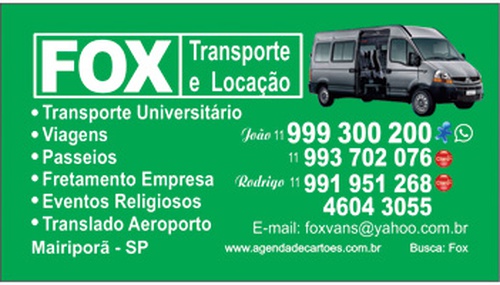 FOX Transporte
e Locação
• Transporte Universitário
• Viagens
• Passeios
• Fretamento Empresa
• Eventos Religiosos
• Translado Aeroporto
Mairiporã - SP
João 11 999 300 200
11 993 702 076
Rodrigo 11 991 951 268
4604 3055
E-mail: foxvans@yahoo.com.br
www.agendadecartoes.com.br Busca: Fox